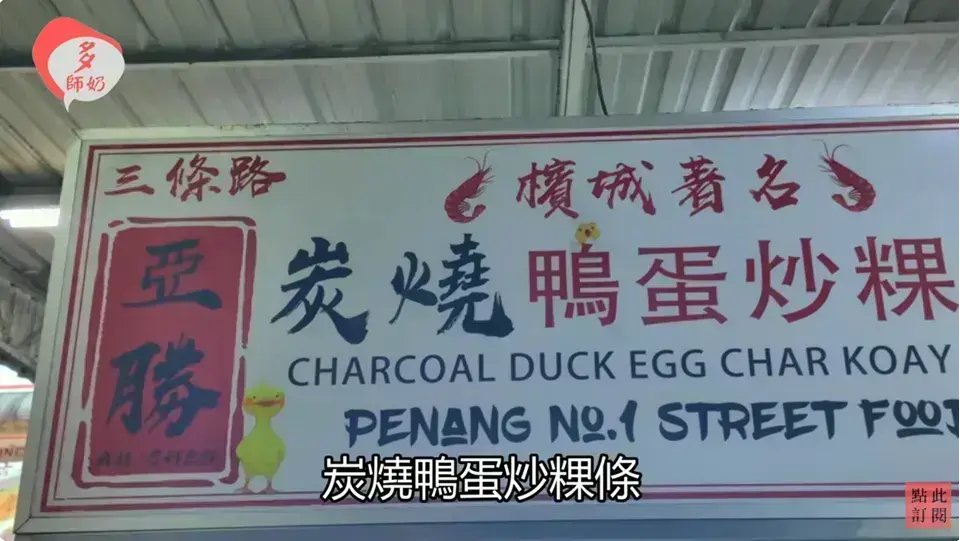 多
師奶
三條路
檳城著名
亞勝
炭燒鴨蛋炒粿
CHARCOAL DUCK EGG CHAR KOAY
PENANG No.1 STREET FOOD
炭燒鴨蛋炒粿條
點此
訂閱